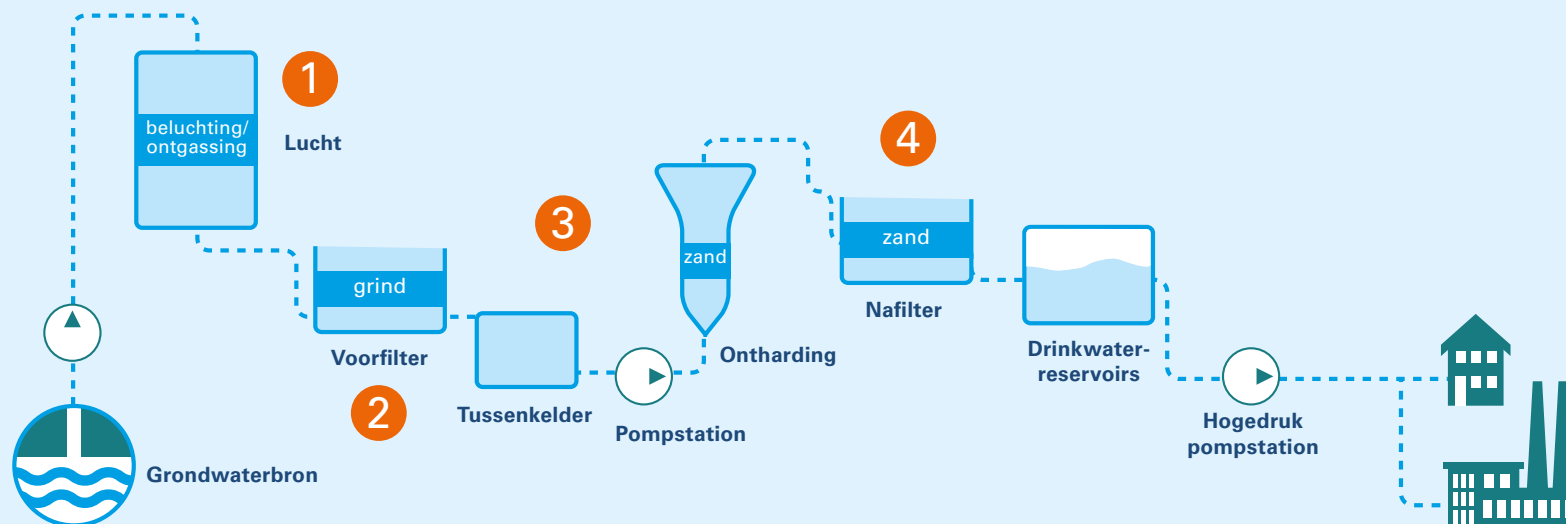 1
beluchting/
ontgassing
Lucht
Grondwaterbron
grind
Voorfilter
2
Tussenkelder
3
Pompstation
zand
Ontharding
4
zand
Nafilter
Drinkwater-
reservoirs
Hogedruk
pompstation